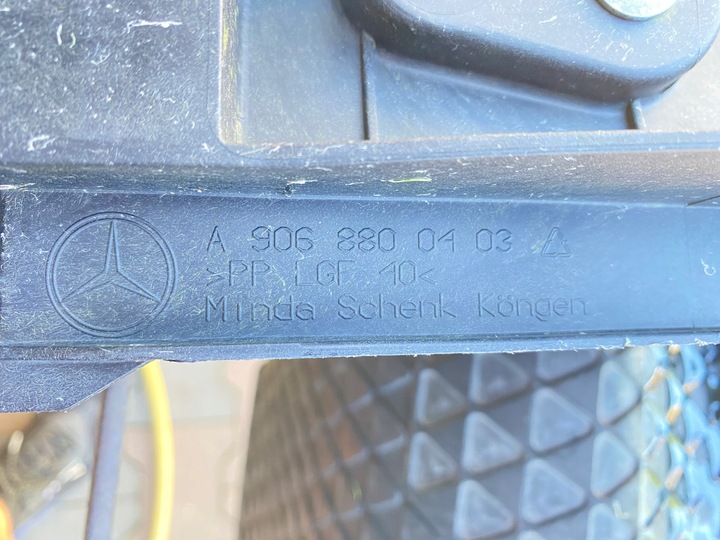 A 906 880 04 03
>PP LGF 40<
Minda Schenk Köngen